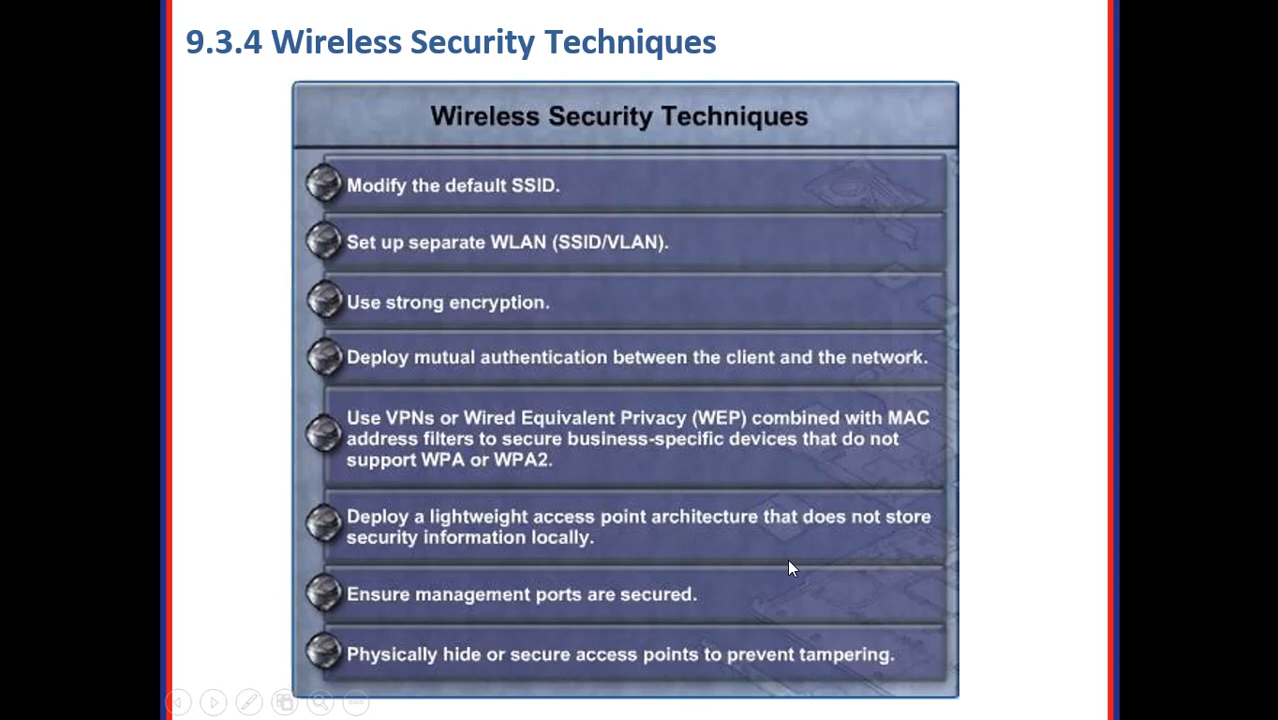 9.3.4 Wireless Security Techniques
Wireless Security Techniques
Modify the default SSID.
Set up separate WLAN (SSID/VLAN).
Use strong encryption.
Deploy mutual authentication between the client and the network.
Use VPNs or Wired Equivalent Privacy (WEP) combined with MAC
address filters to secure business-specific devices that do not
support WPA or WPA2.
Deploy a lightweight access point architecture that does not store
security information locally.
Ensure management ports are secured.
Physically hide or secure access points to prevent tampering.